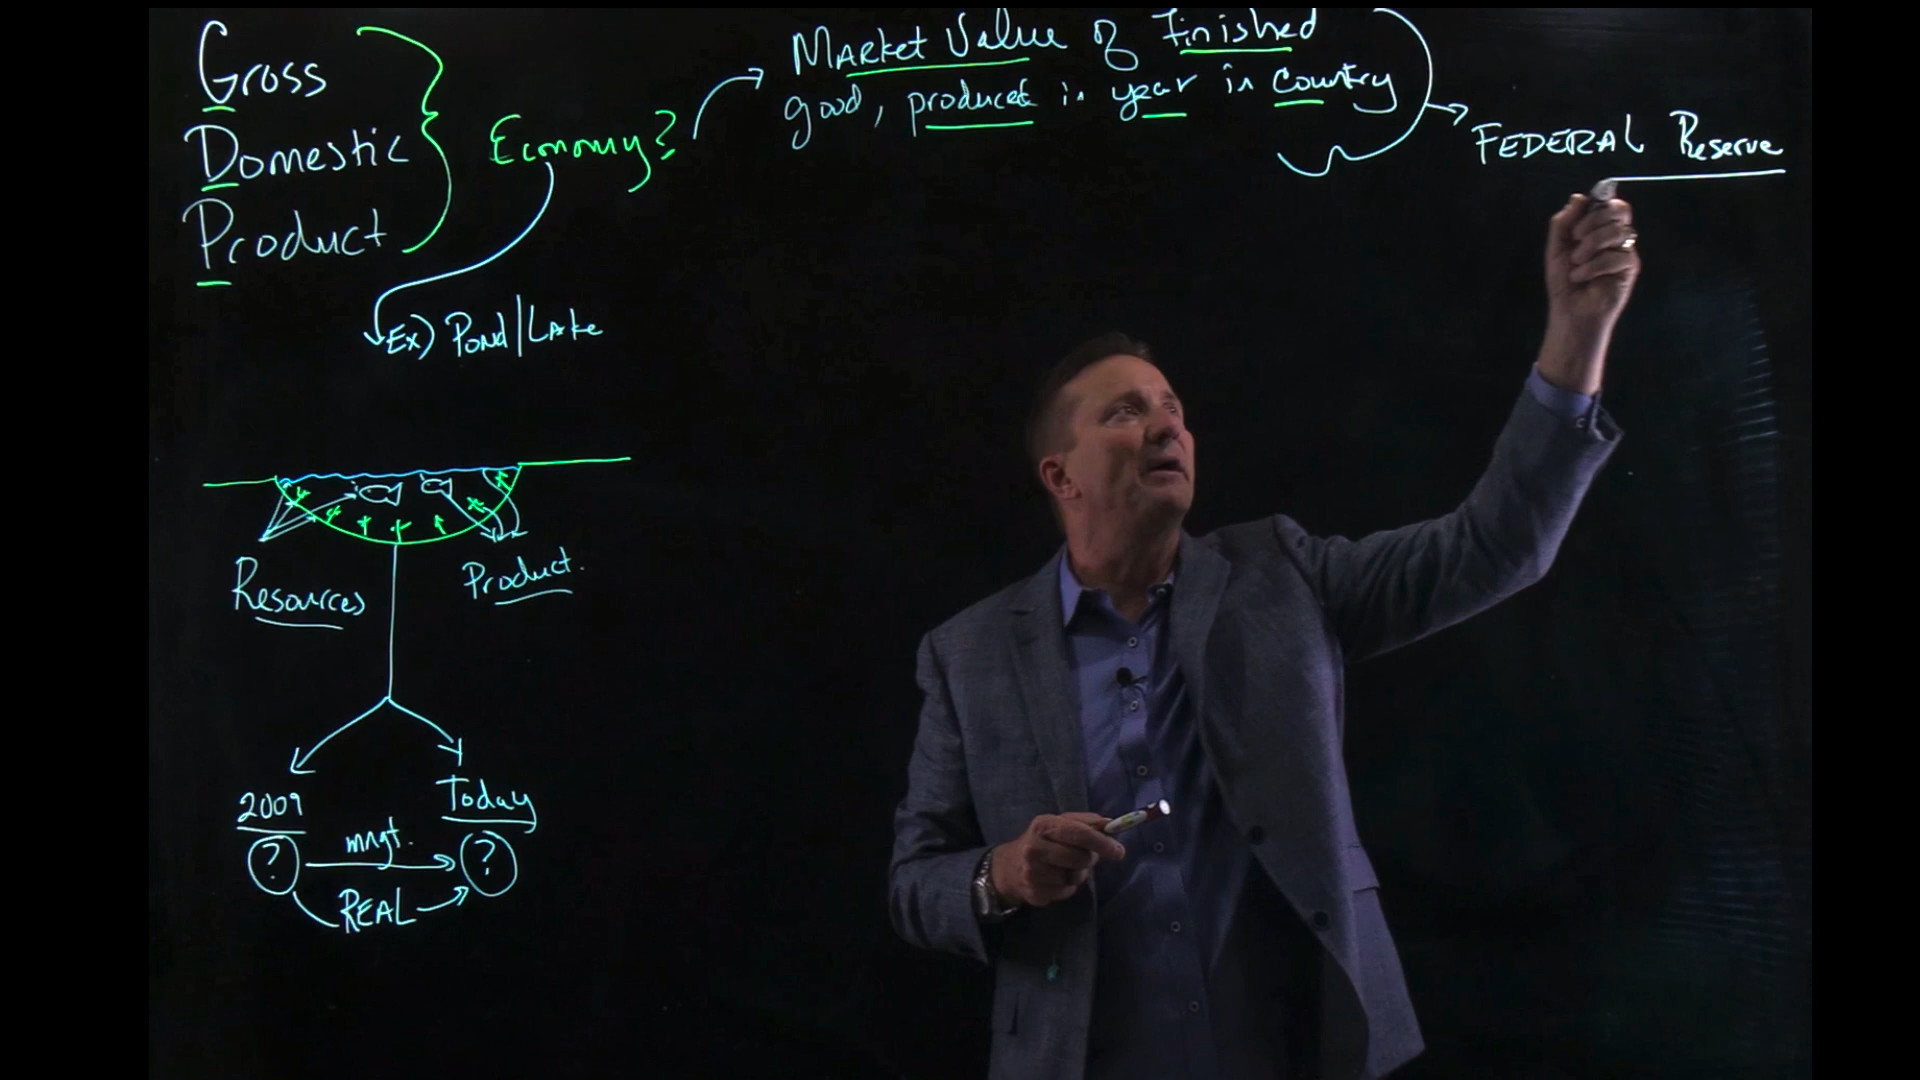 Gross
Domestic
Product
Economy?
Market Value of Finished
good, produced in year in Country
FEDERAL Reserve
Ex) Pond/Lake
Resources
Product.
2009
Today
?
mngt.
?
REAL